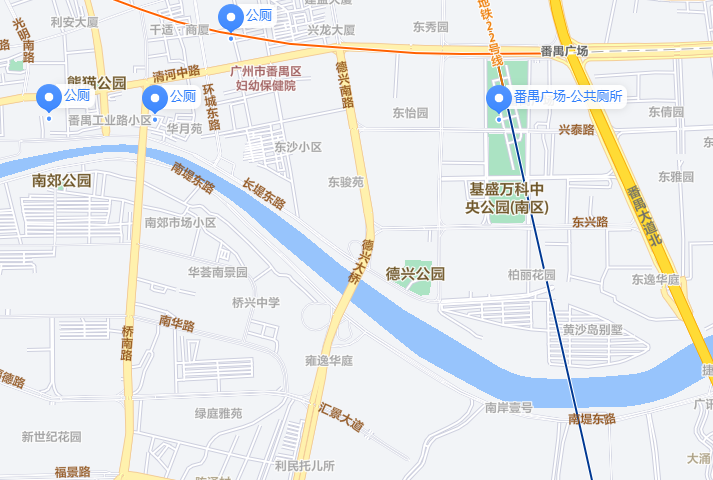 利安大厦
公厕
兴龙大厦
东秀园
地铁22号线
光明南路
番禺广场
清河中路
广州市番禺区
妇幼保健院
德兴南路
熊猫公园
公厕
公厕
环城东路
番禺广场-公共厕所
番禺工业路小区
华月苑
东怡园
兴泰路
东倩园
东沙小区
南堤东路
长堤东路
东骏苑
南郊公园
东雅园
基盛万科中
央公园(南区)
番禺大道北
南郊市场小区
东兴路
德兴大桥
华荟南景园
德兴公园
柏丽花园
东逸华庭
桥兴中学
南华路
桥南路
黄沙岛别墅
雍逸华庭
捷
德路
绿庭雅苑
汇景大道
南岸壹号
南堤东路
广讯
新世纪花园
利民托儿所
大涌
福景路